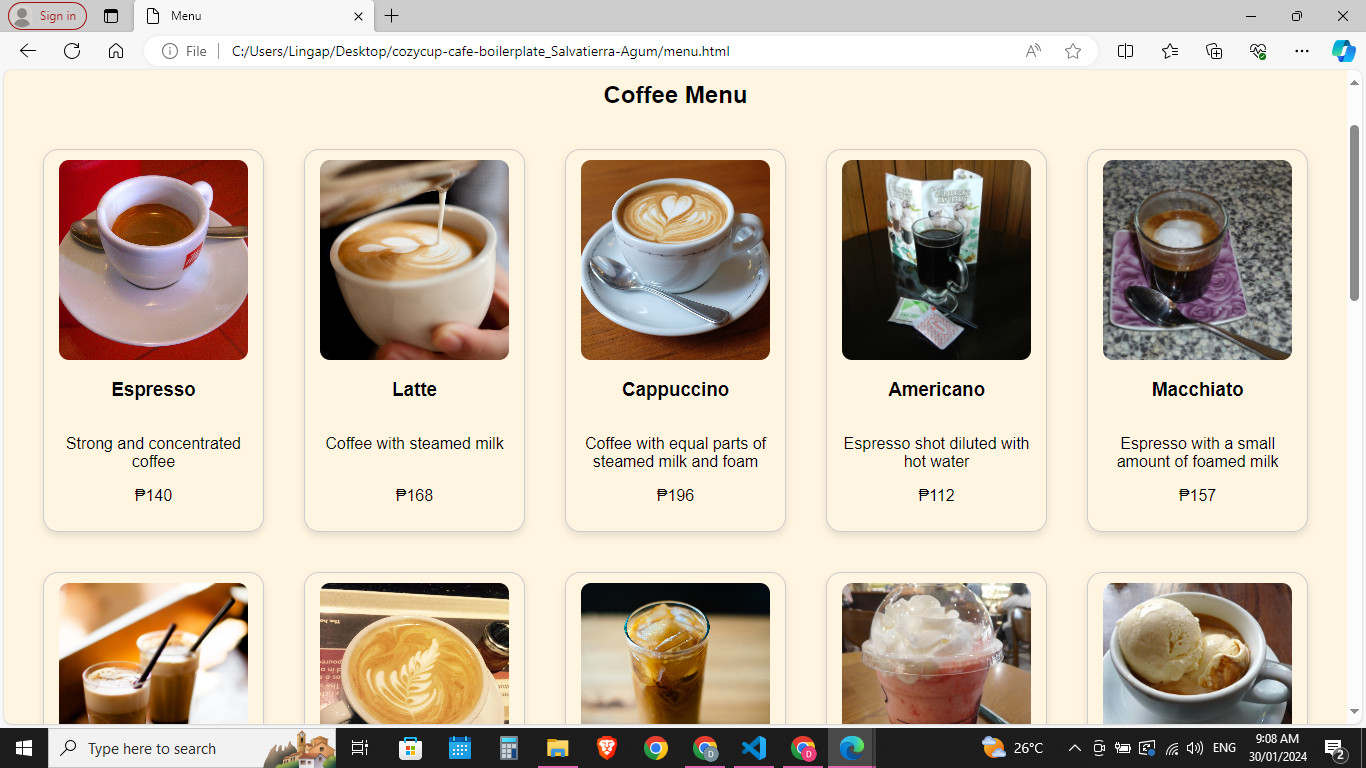 Sign in
Menu
File
C:/Users/Lingap/Desktop/cozycup-cafe-boilerplate_Salvatierra-Agum/menu.html
Coffee Menu
Espresso
Strong and concentrated
coffee
₱140
Latte
Coffee with steamed milk
₱168
Cappuccino
Coffee with equal parts of
steamed milk and foam
₱196
Americano
Espresso shot diluted with
hot water
₱112
Macchiato
Espresso with a small
amount of foamed milk
₱157
Type here to search
D
D
26°C
ENG
9:08 AM
30/01/2024
2